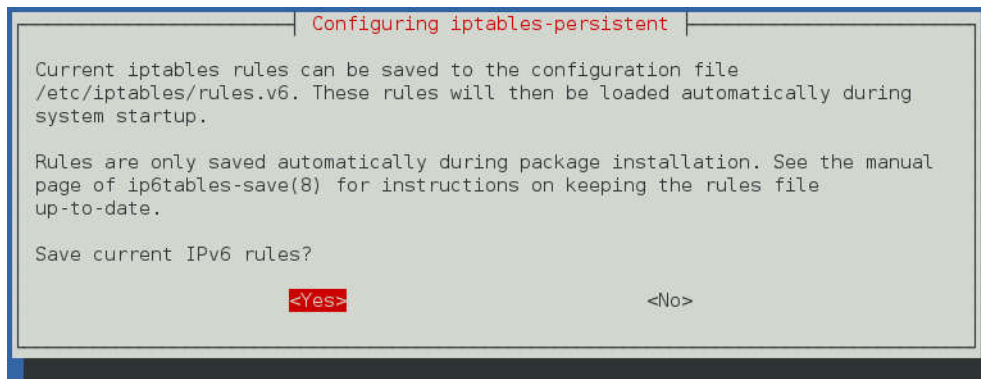 Configuring iptables-persistent
Current iptables rules can be saved to the configuration file
/etc/iptables/rules.v6. These rules will then be loaded automatically during
system startup.
Rules are only saved automatically during package installation. See the manual
page of ip6tables-save(8) for instructions on keeping the rules file
up-to-date.
Save current IPv6 rules?
<Yes> <No>